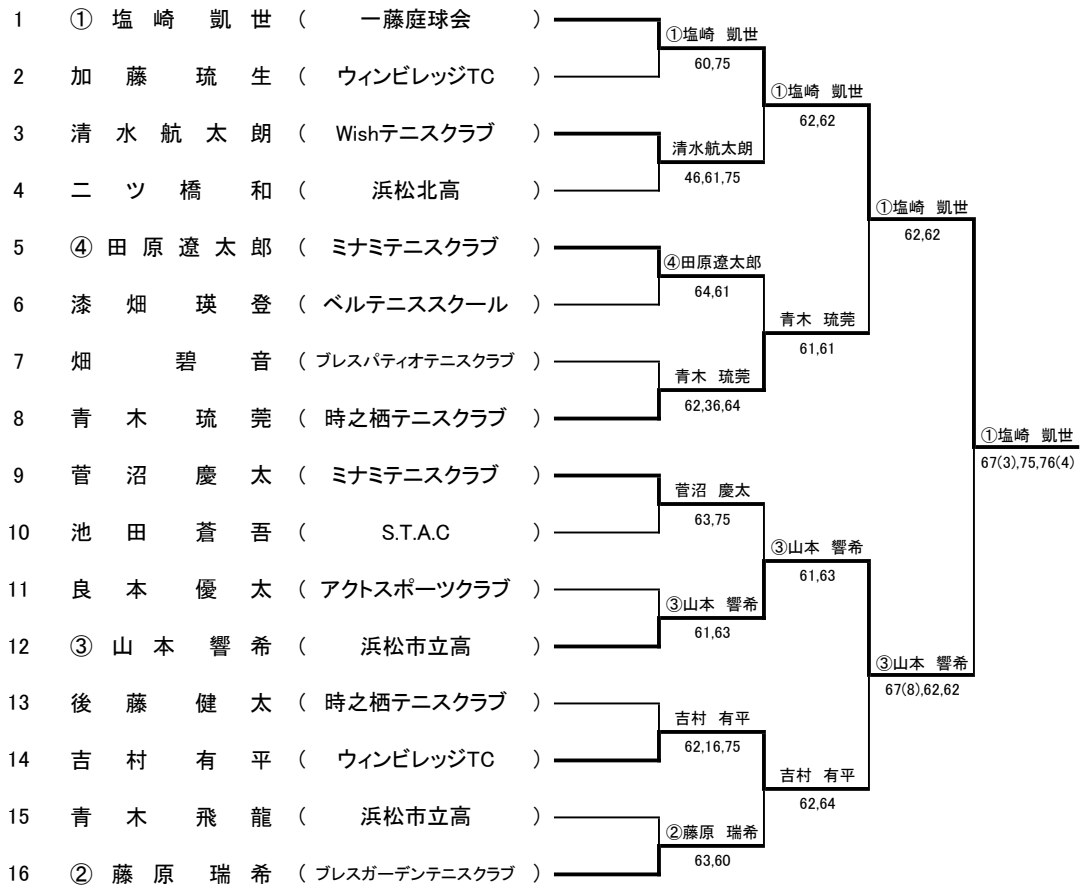 1 ① 塩 崎 凱 世 ( 一藤庭球会 )
2 加 藤 琉 生 ( ウィンビレッジTC )
3 清 水 航 太 朗 ( Wishテニスクラブ )
4 二 ツ 橋 和 ( 浜松北高 )
5 ④ 田 原 遼 太 郎 ( ミナミテニスクラブ )
6 漆 畑 瑛 登 ( ベルテニススクール )
7 畑 碧 音 ( ブレスパティオテニスクラブ )
8 青 木 琉 莞 ( 時之栖テニスクラブ )
9 菅 沼 慶 太 ( ミナミテニスクラブ )
10 池 田 蒼 吾 ( S.T.A.C )
11 良 本 優 太 ( アクトスポーツクラブ )
12 ③ 山 本 響 希 ( 浜松市立高 )
13 後 藤 健 太 ( 時之栖テニスクラブ )
14 吉 村 有 平 ( ウィンビレッジTC )
15 青 木 飛 龍 ( 浜松市立高 )
16 ② 藤 原 瑞 希 ( ブレスガーデンテニスクラブ )
①塩崎 凱世
60,75
清水航太朗
46,61,75
④田原遼太郎
64,61
青木 琉莞
62,36,64
菅沼 慶太
63,75
③山本 響希
61,63
吉村 有平
62,16,75
②藤原 瑞希
63,60
①塩崎 凱世
62,62
青木 琉莞
61,61
③山本 響希
61,63
吉村 有平
62,64
①塩崎 凱世
62,62
③山本 響希
67(8),62,62
①塩崎 凱世
67(3),75,76(4)